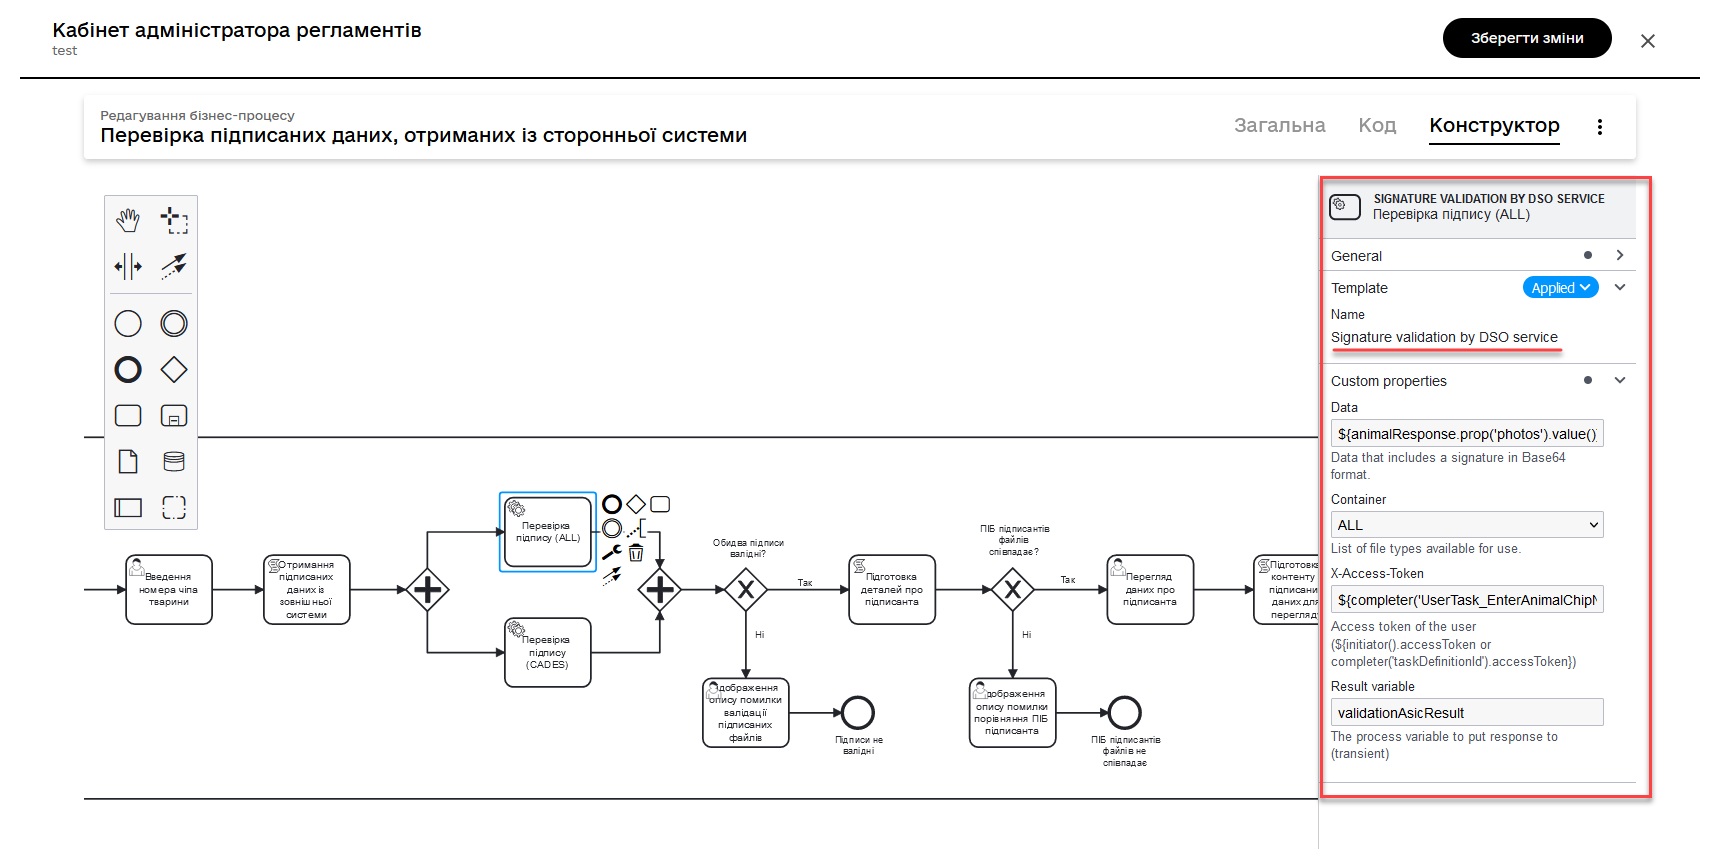 Кабінет адміністратора регламентів
test
Зберегти зміни
Редагування бізнес-процесу
Перевірка підписаних даних, отриманих із сторонньої системи
Загальна
Код
Конструктор
Введення
номера чіпа
тварини
Отримання
підписаних
даних із
зовнішньої
системи
Перевірка
підпису (ALL)
Перевірка
підпису
(CADES)
Обидва підписи
валідні?
Так
Ні
дображення
опису помилки
валідації
підписаних
файлів
Підписи не
валідні
Підготовка
деталей про
підписанта
ПІБ підписантів
файлів
співпадає?
Так
Ні
дображення
опису помилки
порівняння ПІБ
підписанта
ПІБ підписантів
файлів не
співпадає
Перегляд
даних про
підписанта
Підготовк
контенту
підписани
даних для
перегляду
SIGNATURE VALIDATION BY DSO SERVICE
Перевірка підпису (ALL)
General
Template
Applied
Name
Signature validation by DSO service
Custom properties
Data
${animalResponse.prop('photos').value()
Data that includes a signature in Base64
format.
Container
ALL
List of file types available for use.
X-Access-Token
${completer('UserTask_EnterAnimalChipN
Access token of the user
(${initiator().accessToken or
completer('taskDefinitionId').accessToken})
Result variable
validationAsicResult
The process variable to put response to
(transient)